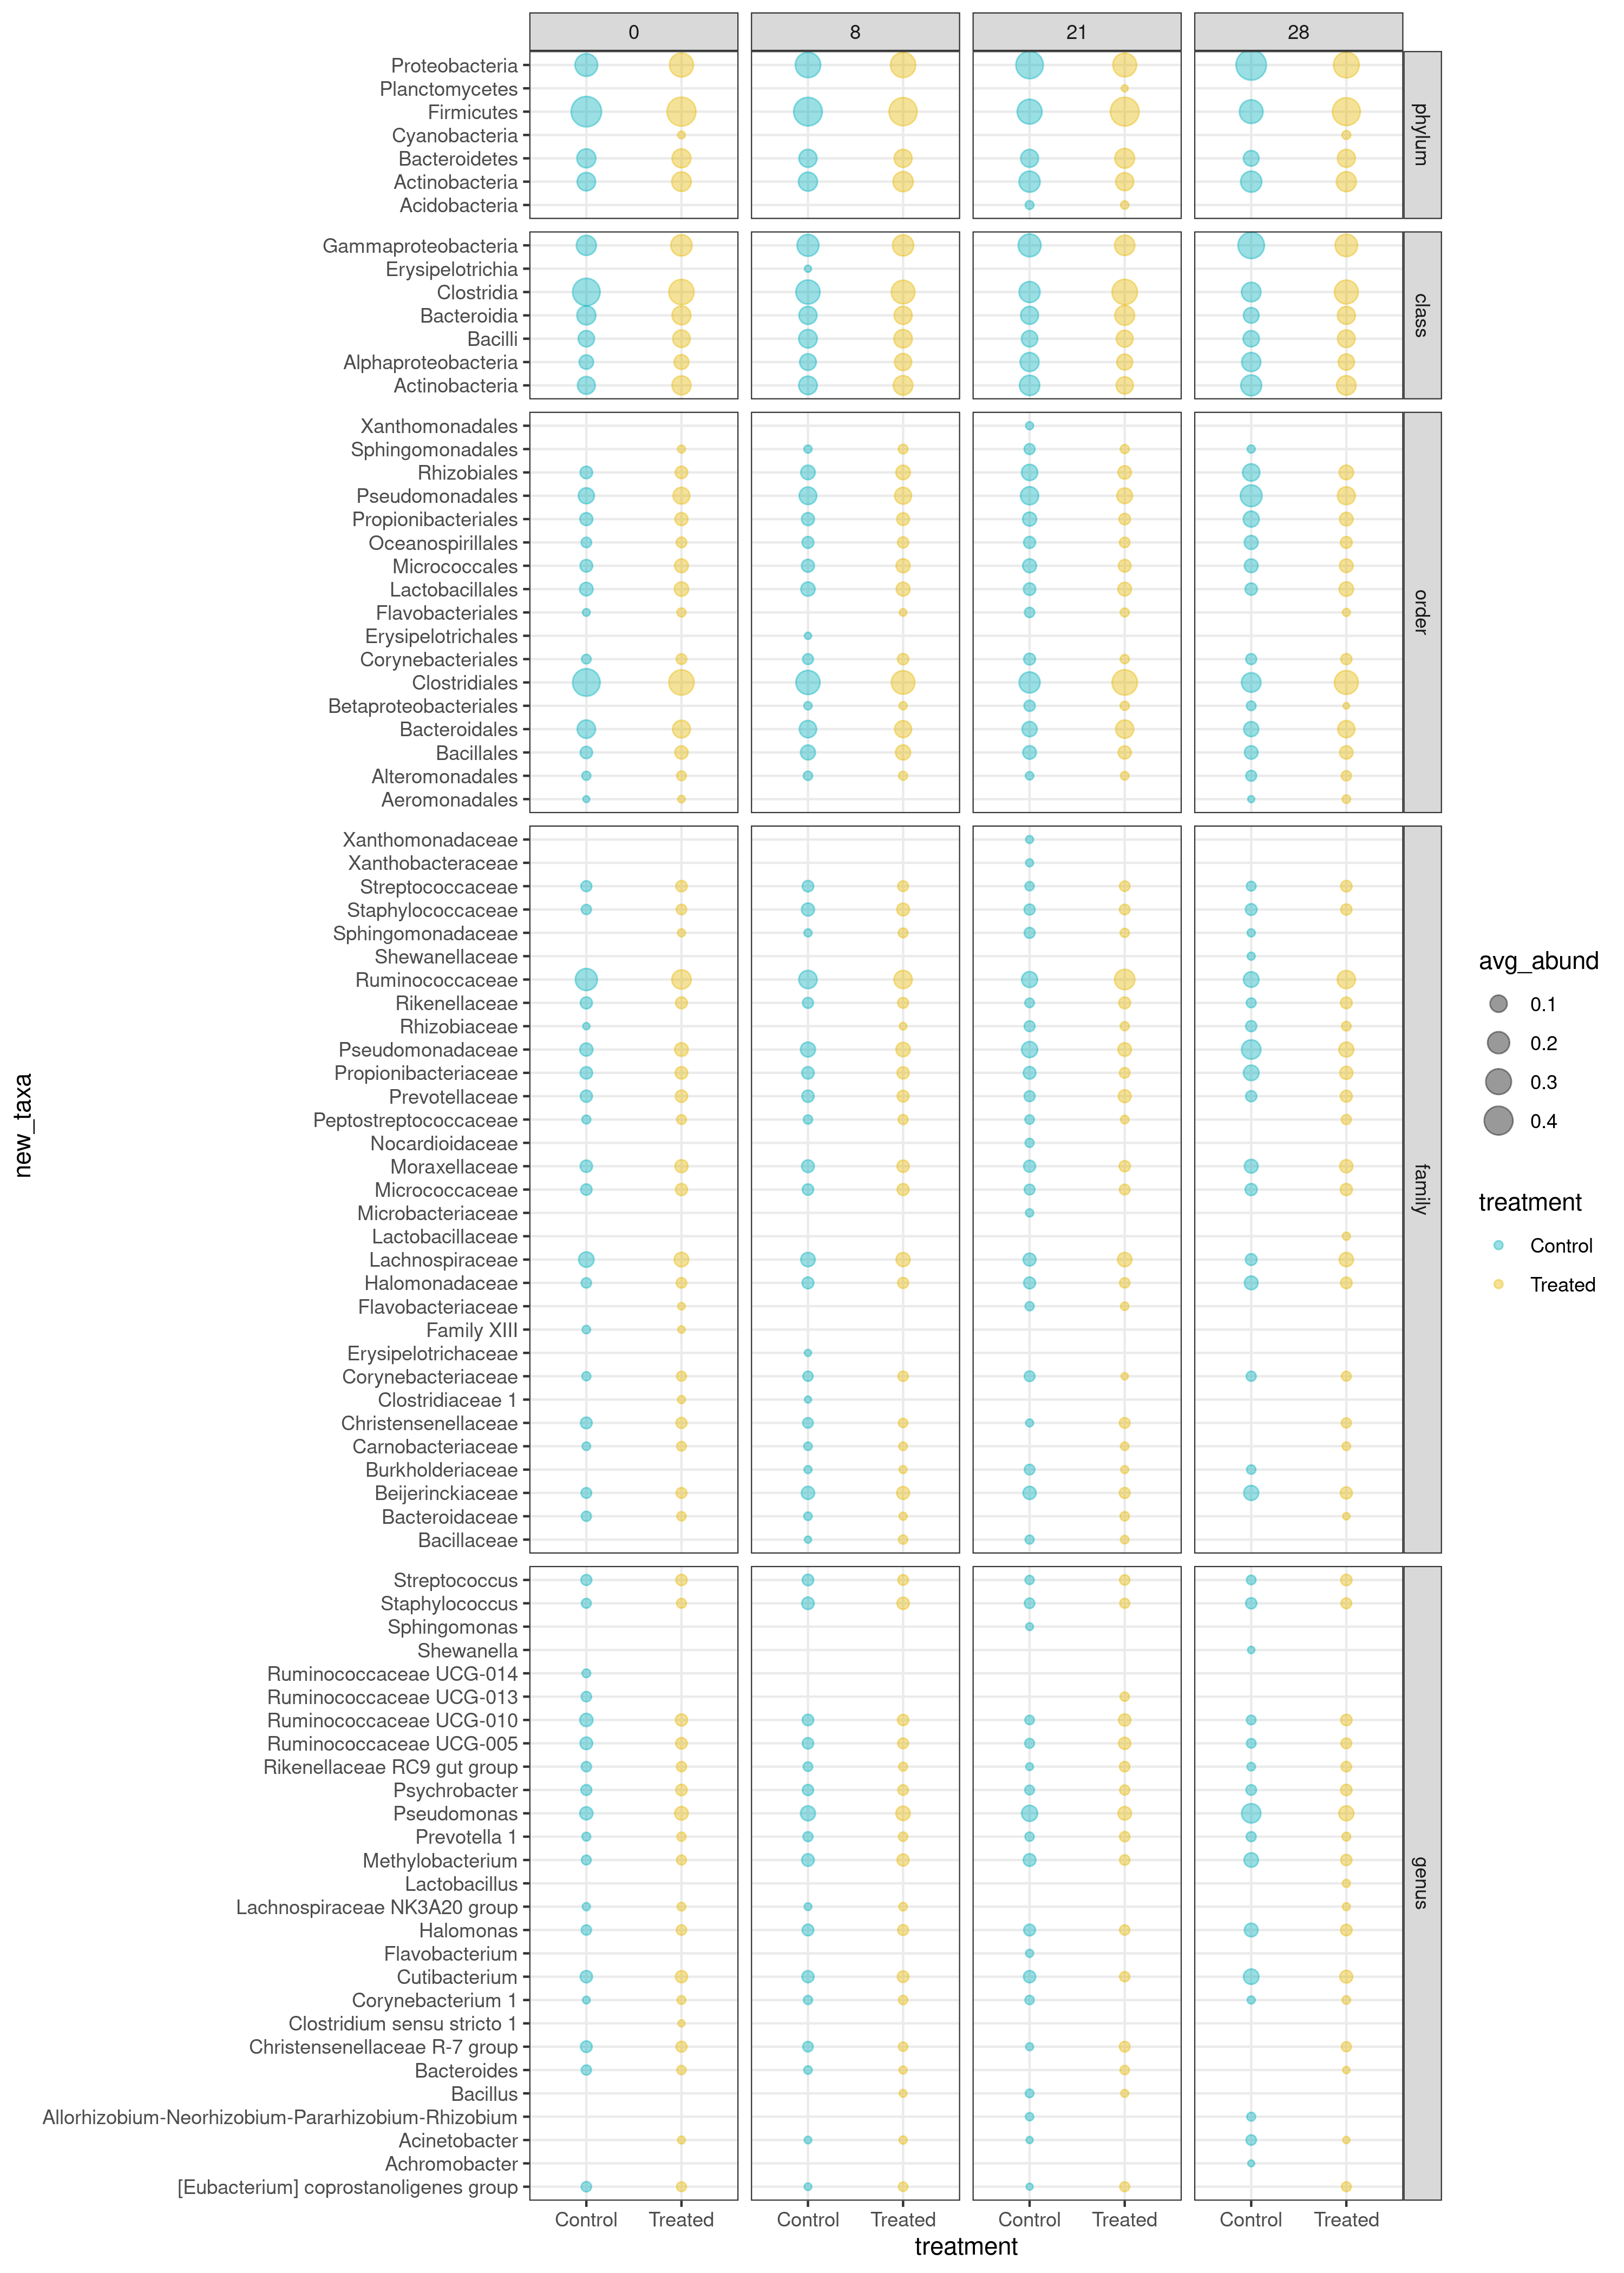 0 8 21 28
Proteobacteria
Planctomycetes
Firmicutes
Cyanobacteria
Bacteroidetes
Actinobacteria
Acidobacteria
phylum
Gammaproteobacteria
Erysipelotrichia
Clostridia
Bacteroidia
Bacilli
Alphaproteobacteria
Actinobacteria
class
Xanthomonadales
Sphingomonadales
Rhizobiales
Pseudomonadales
Propionibacteriales
Oceanospirillales
Micrococcales
Lactobacillales
Flavobacteriales
Erysipelotrichales
Corynebacteriales
Clostridiales
Betaproteobacteriales
Bacteroidales
Bacillales
Alteromonadales
Aeromonadales
order
Xanthomonadaceae
Xanthobacteraceae
Streptococcaceae
Staphylococcaceae
Sphingomonadaceae
Shewanellaceae
Ruminococcaceae
Rikenellaceae
Rhizobiaceae
Pseudomonadaceae
Propionibacteriaceae
Prevotellaceae
Peptostreptococcaceae
Nocardioidaceae
Moraxellaceae
Micrococcaceae
Microbacteriaceae
Lactobacillaceae
Lachnospiraceae
Halomonadaceae
Flavobacteriaceae
Family XIII
Erysipelotrichaceae
Corynebacteriaceae
Clostridiaceae 1
Christensenellaceae
Carnobacteriaceae
Burkholderiaceae
Beijerinckiaceae
Bacteroidaceae
Bacillaceae
family
Streptococcus
Staphylococcus
Sphingomonas
Shewanella
Ruminococcaceae UCG-014
Ruminococcaceae UCG-013
Ruminococcaceae UCG-010
Ruminococcaceae UCG-005
Rikenellaceae RC9 gut group
Psychrobacter
Pseudomonas
Prevotella 1
Methylobacterium
Lactobacillus
Lachnospiraceae NK3A20 group
Halomonas
Flavobacterium
Cutibacterium
Corynebacterium 1
Clostridium sensu stricto 1
Christensenellaceae R-7 group
Bacteroides
Bacillus
Allorhizobium-Neorhizobium-Pararhizobium-Rhizobium
Acinetobacter
Achromobacter
[Eubacterium] coprostanoligenes group
genus
Control Treated Control Treated Control Treated Control Treated
treatment
new_taxa
avg_abund
0.1
0.2
0.3
0.4
treatment
Control
Treated